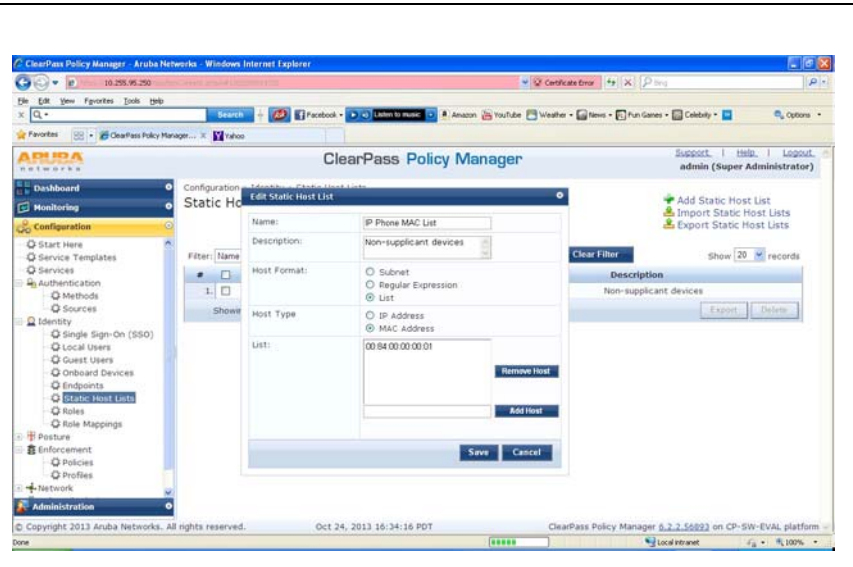 ClearPass Policy Manager - Aruba Networks - Windows Internet Explorer
10.255.95.250
Certificate Error
Bing
File Edit View Favorites Tools Help
Search
Facebook
Listen to music
Amazon
YouTube
Weather
News
Fun Games
Celebrity
Options
Favorites
ClearPass Policy Manager...
Yahoo
ARUBA
networks
ClearPass Policy Manager
Support | Help | Logout
admin (Super Administrator)
Dashboard
Monitoring
Configuration
Start Here
Service Templates
Services
Authentication
Methods
Sources
Identity
Single Sign-On (SSO)
Local Users
Guest Users
Onboard Devices
Endpoints
Static Host Lists
Roles
Role Mappings
Posture
Enforcement
Policies
Profiles
Network
Administration
Configuration » Identity » Static Host Lists
Static Ho
Add Static Host List
Import Static Host Lists
Export Static Host Lists
Filter: Name
Clear Filter
Show 20 records
#
Description
1.
Non-supplicant devices
Showi
Export
Delete
Edit Static Host List
Name:
IP Phone MAC List
Description:
Non-supplicant devices
Host Format:
Subnet
Regular Expression
List
Host Type
IP Address
MAC Address
List:
00:84:00:00:00:01
Remove Host
Add Host
Save
Cancel
© Copyright 2013 Aruba Networks. All rights reserved.
Oct 24, 2013 16:34:16 PDT
ClearPass Policy Manager 6.2.2.56893 on CP-SW-EVAL platform
Done
Local intranet
100%